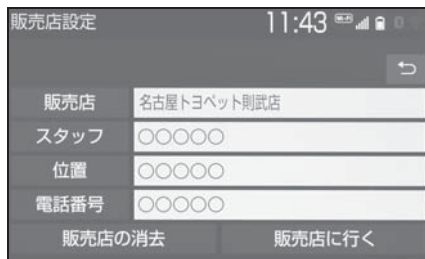 販売店設定 11:43 Wi-Fi
販売店 名古屋トヨペット則武店
スタッフ ○○○○○
位置 ○○○○○
電話番号 ○○○○○
販売店の消去 販売店に行く